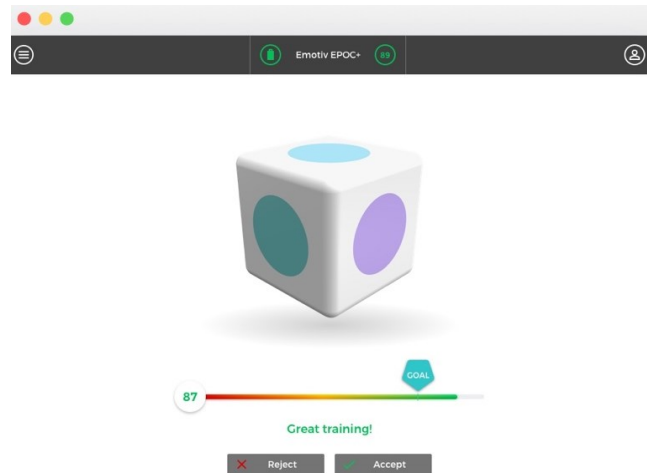 Emotiv EPOC+ 89
GOAL
87
Great training!
Reject Accept